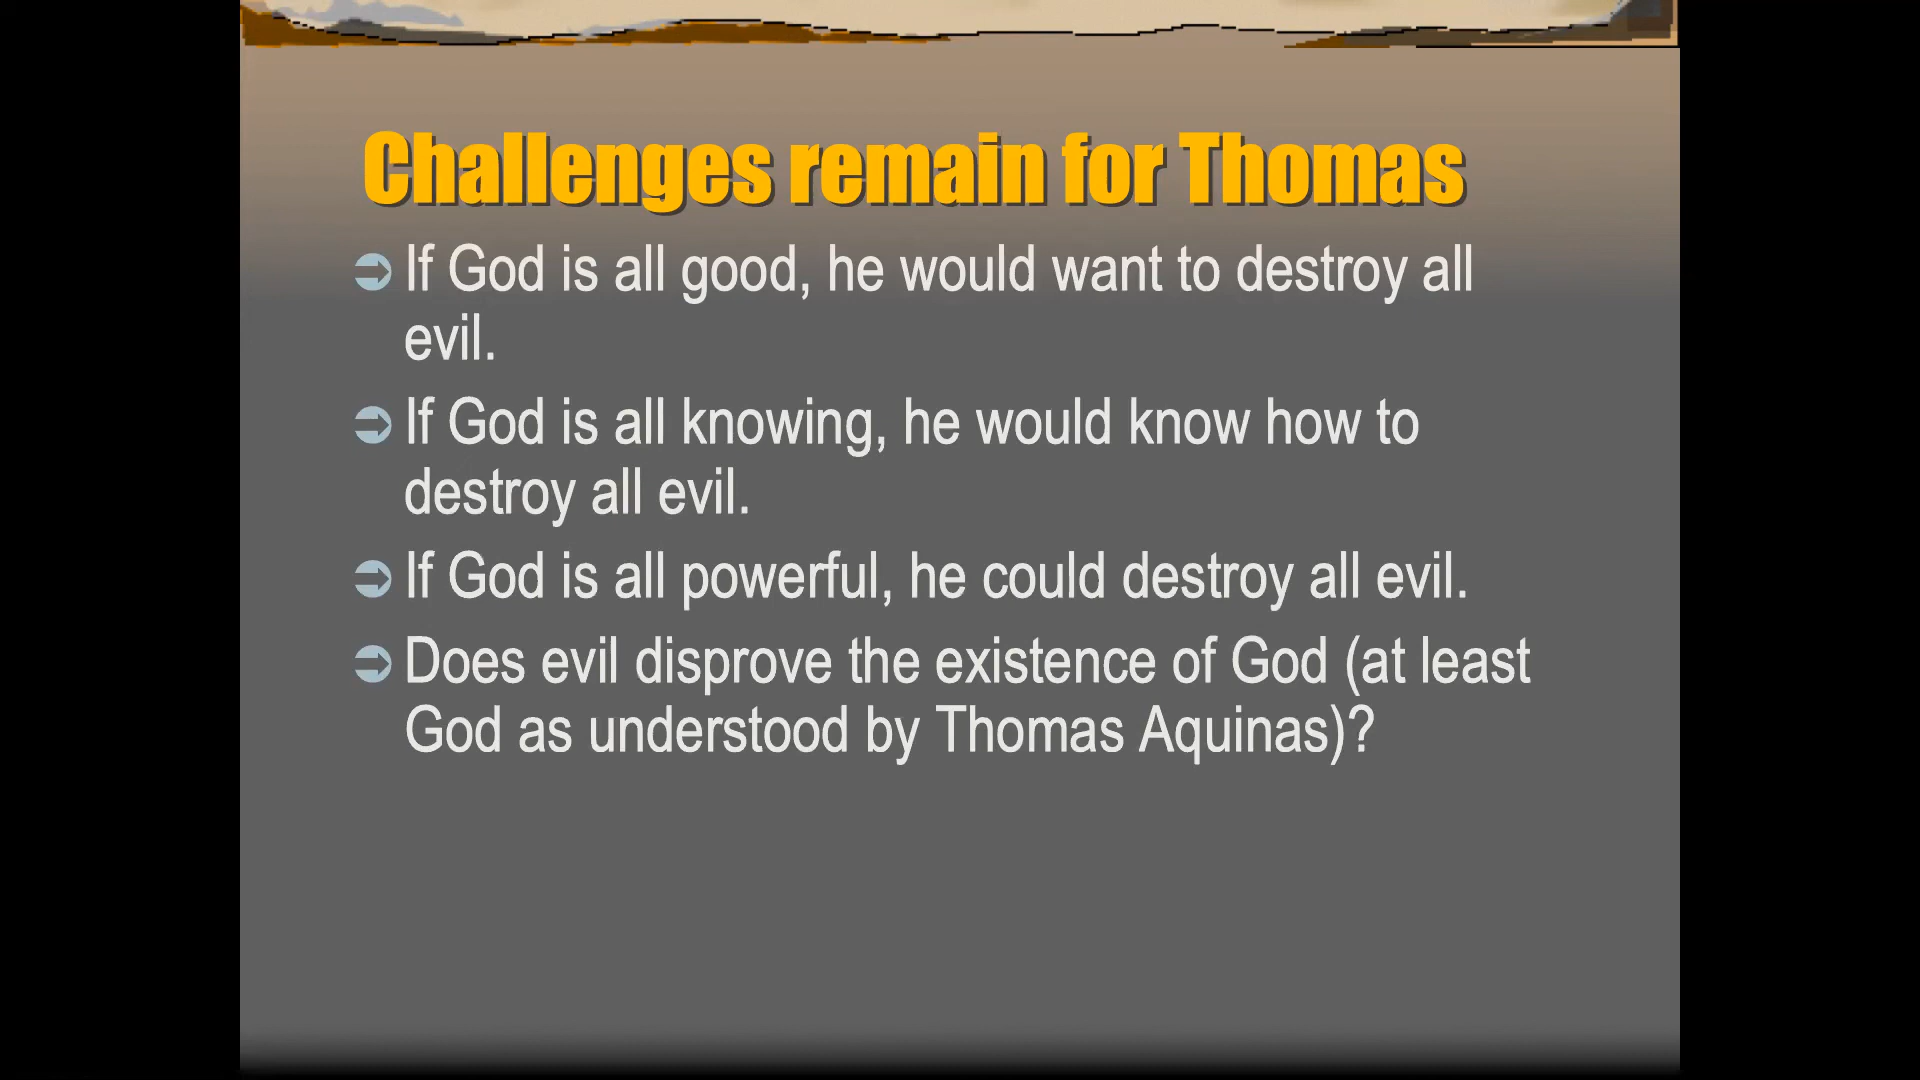 Challenges remain for Thomas
If God is all good, he would want to destroy all
evil.
If God is all knowing, he would know how to
destroy all evil.
If God is all powerful, he could destroy all evil.
Does evil disprove the existence of God (at least
God as understood by Thomas Aquinas)?